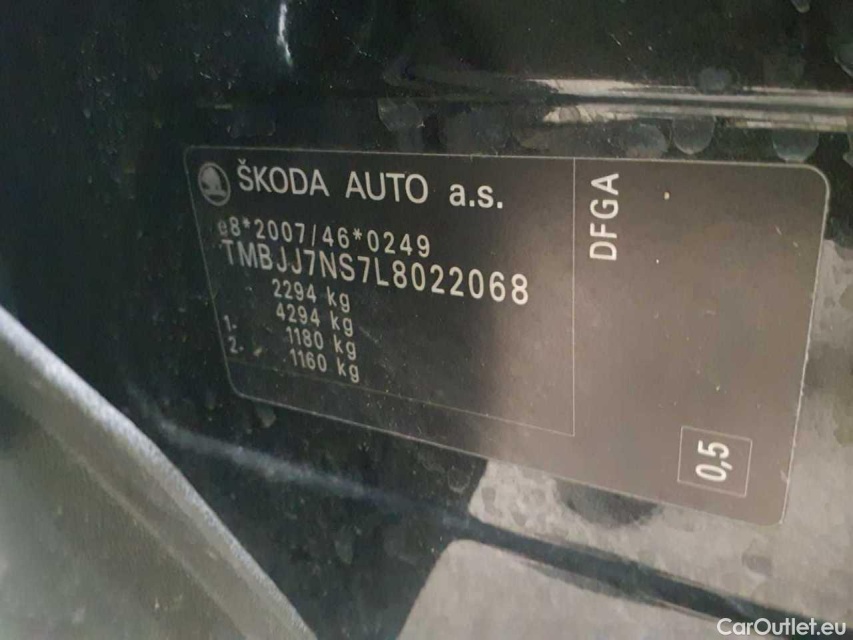 ŠKODA AUTO a.s.
e8*2007/46*0249
TMBJJ7NS7L8022068
2294 kg
4294 kg
1. 1180 kg
2. 1160 kg
DFGA
0,5
CarOutlet.eu